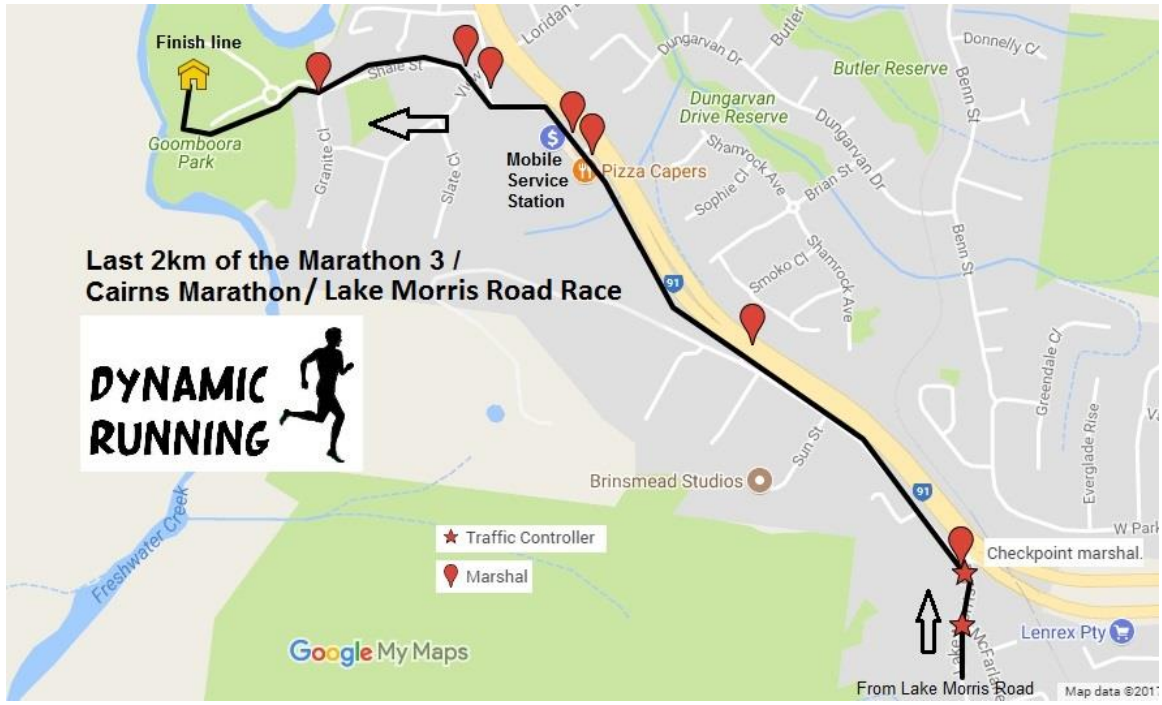 Finish line
Loridan
Butler
Donnelly Cl
Dungarvan Dr
Butler Reserve
Shale St
View
Benn St
Dungarvan
Drive Reserve
Dungarvan Dr
Goomboora
Park
Granite Cl
Slate Cl
$
Mobile
Service
Station
Pizza Capers
Shamrock Ave
Sophie Cl
Brian St
Benn St
Last 2km of the Marathon 3 /
Cairns Marathon/ Lake Morris Road Race
91
Smoko Cl
Shamrock Ave
DYNAMIC
RUNNING
Greendale Cl
Everglade Rise
Sun St
Brinsmead Studios
91
Freshwater Creek
W Park
Traffic Controller
Marshal
Checkpoint marshal.
Lake
McFarla
Lenrex Pty
Google My Maps
From Lake Morris Road
Map data ©2017